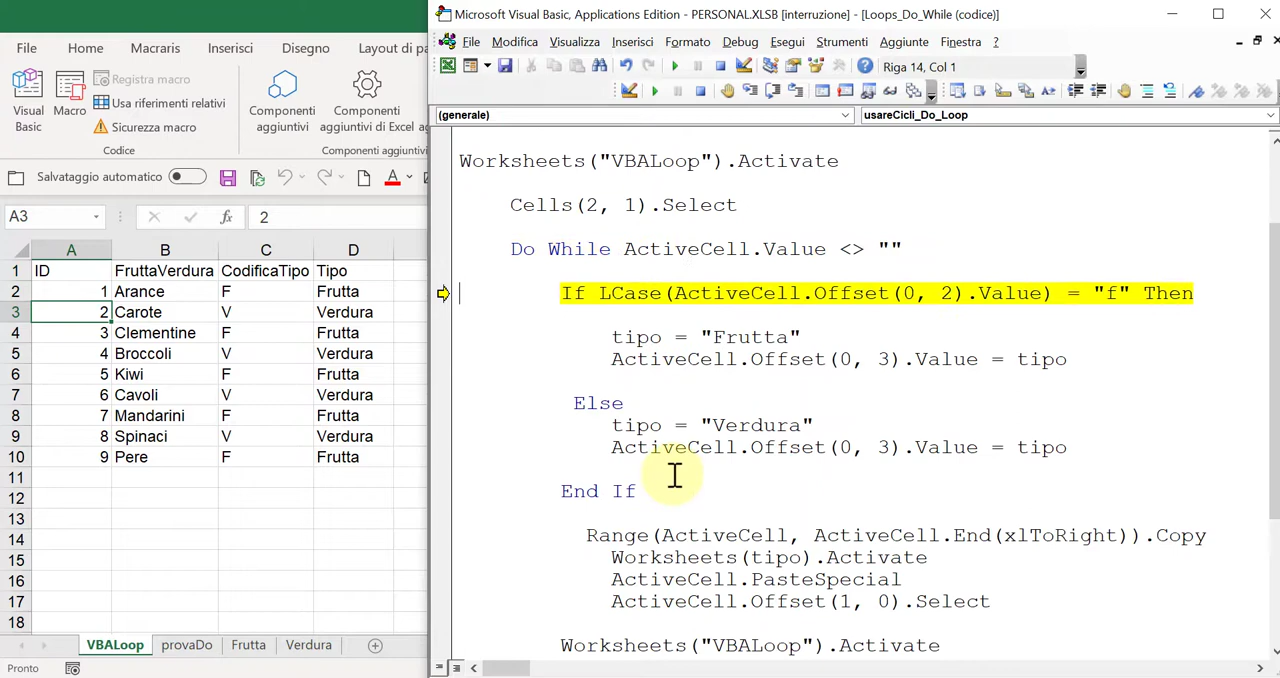 Microsoft Visual Basic, Applications Edition - PERSONAL.XLSB [interruzione] - [Loops_Do_While (codice)]
File Home Macraris Inserisci Disegno Layout di pa
File Modifica Visualizza Inserisci Formato Debug Esegui Strumenti Aggiunte Finestra ?
Riga 14, Col 1
Visual Basic
Macro
Registra macro
Usa riferimenti relativi
Sicurezza macro
Codice
Componenti aggiuntivi
Componenti aggiuntivi di Excel
Componenti aggiuntivi
(generale)
usareCicli_Do_Loop
Salvataggio automatico
A3
fx
2
A B C D
1 ID FruttaVerdura CodificaTipo Tipo
2 1 Arance F Frutta
3 2 Carote V Verdura
4 3 Clementine F Frutta
5 4 Broccoli V Verdura
6 5 Kiwi F Frutta
7 6 Cavoli V Verdura
8 7 Mandarini F Frutta
9 8 Spinaci V Verdura
10 9 Pere F Frutta
11
12
13
14
15
16
17
18
VBALoop provaDo Frutta Verdura
Pronto
Worksheets("VBALoop").Activate
Cells(2, 1).Select
Do While ActiveCell.Value <> ""
If LCase(ActiveCell.Offset(0, 2).Value) = "f" Then
tipo = "Frutta"
ActiveCell.Offset(0, 3).Value = tipo
Else
tipo = "Verdura"
ActiveCell.Offset(0, 3).Value = tipo
End If
Range(ActiveCell, ActiveCell.End(xlToRight)).Copy
Worksheets(tipo).Activate
ActiveCell.PasteSpecial
ActiveCell.Offset(1, 0).Select
Worksheets("VBALoop").Activate